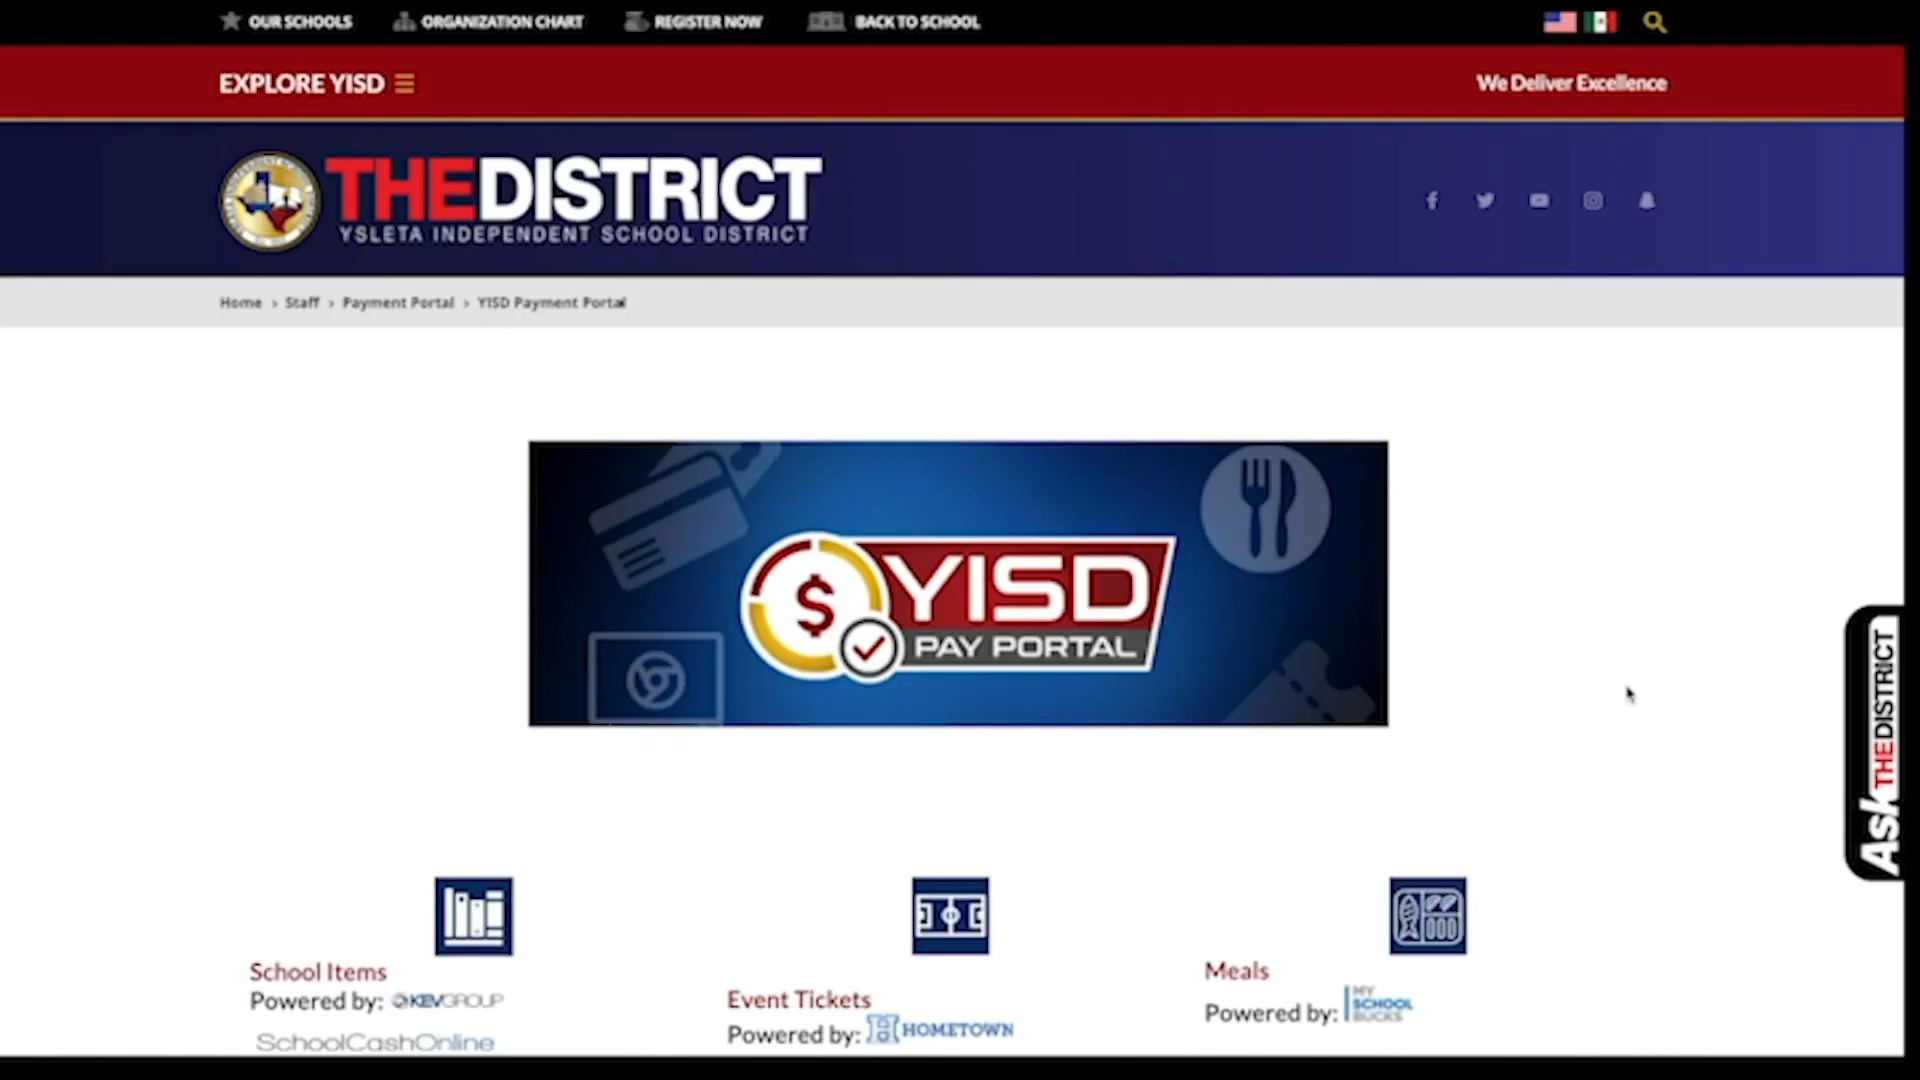 OUR SCHOOLS ORGANIZATION CHART REGISTER NOW BACK TO SCHOOL
EXPLORE YISD We Deliver Excellence
THEDISTRICT
YSLETA INDEPENDENT SCHOOL DISTRICT
Home › Staff › Payment Portal › YISD Payment Portal
$ YISD
PAY PORTAL
AskTHEDISTRICT
School Items
Powered by: KEVGROUP
SchoolCashOnline
Event Tickets
Powered by: HOMETOWN
Meals
Powered by: MY SCHOOL BUCKS